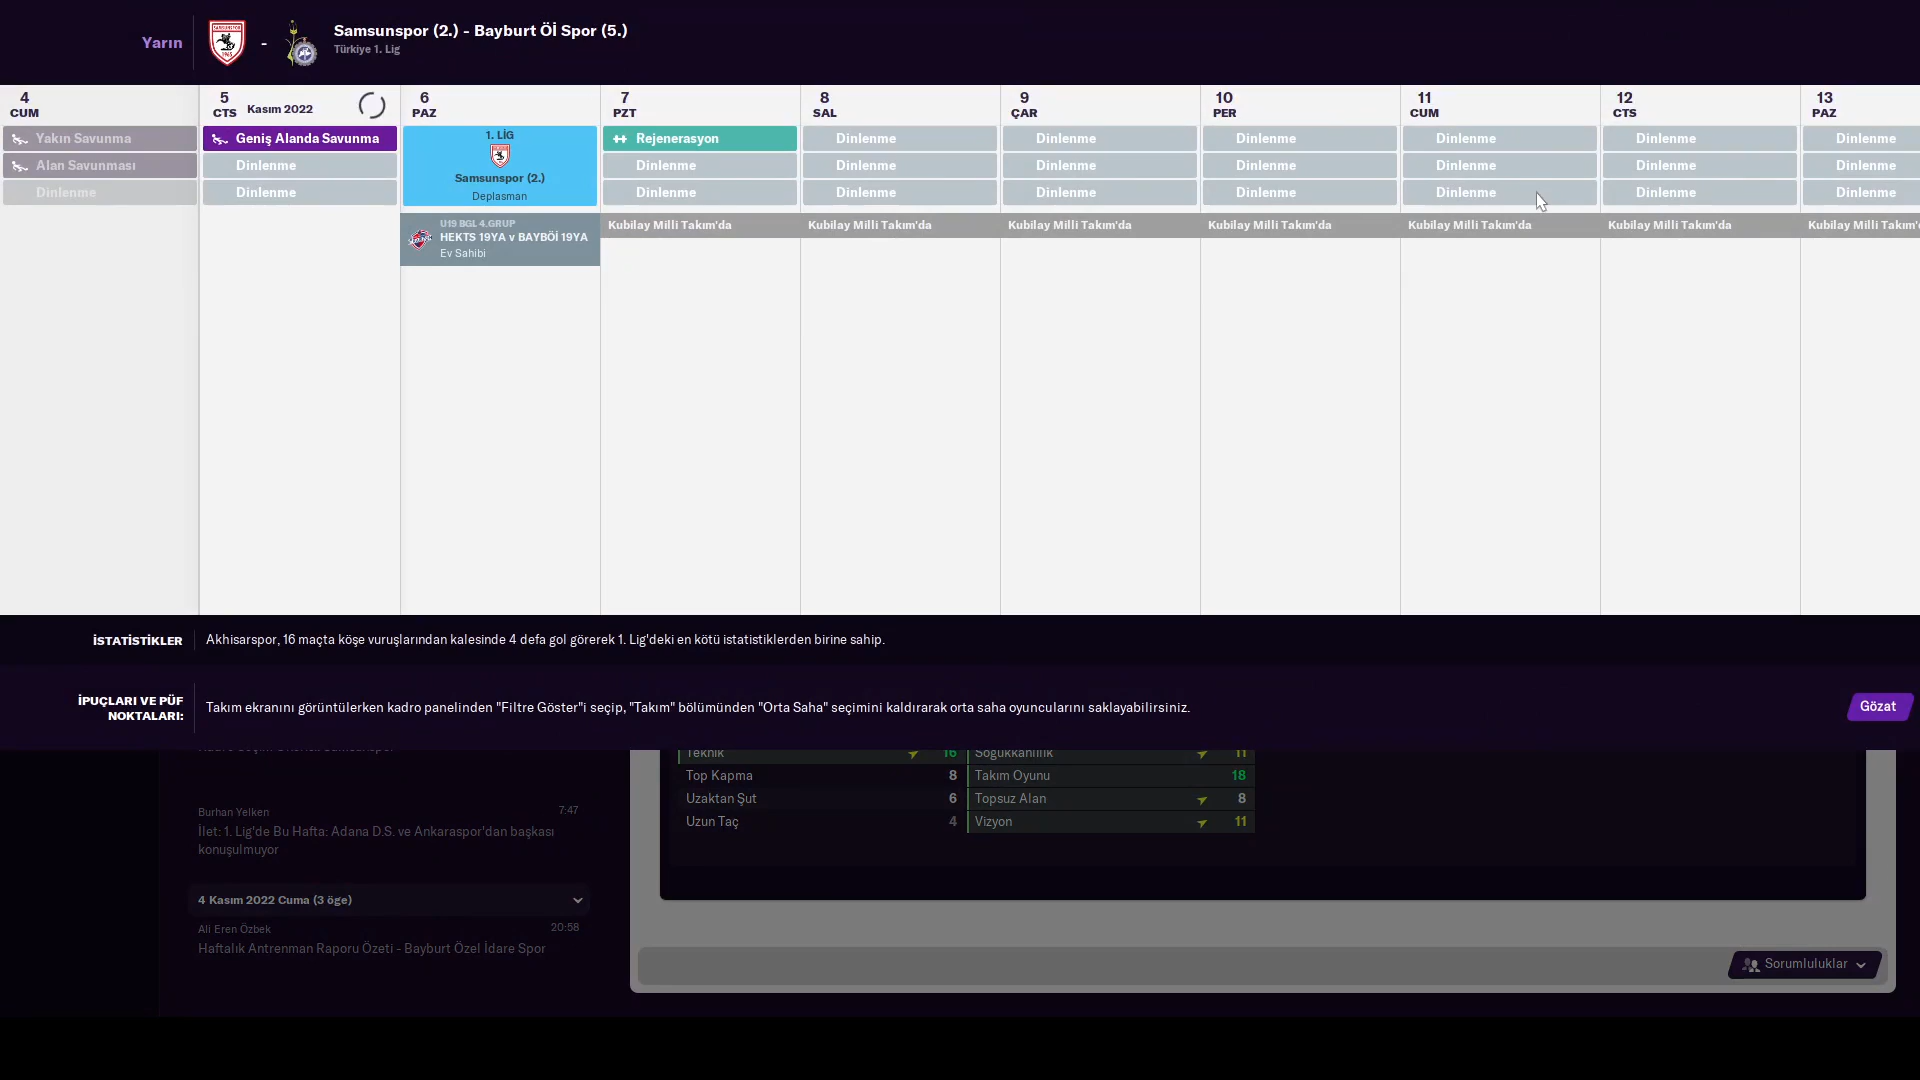 Yarın
Samsunspor (2.) - Bayburt Öİ Spor (5.)
Türkiye 1. Lig
4 CUM
5 CTS Kasım 2022
6 PAZ
7 PZT
8 SAL
9 ÇAR
10 PER
11 CUM
12 CTS
13 PAZ
Yakın Savunma
Alan Savunması
Dinlenme
Geniş Alanda Savunma
Dinlenme
Dinlenme
1. LİG
Samsunspor (2.)
Deplasman
U19 BGL 4.GRUP
HEKTS 19YA v BAYBÖİ 19YA
Ev Sahibi
Rejenerasyon
Dinlenme
Dinlenme
Kubilay Milli Takım'da
Dinlenme
Dinlenme
Dinlenme
Kubilay Milli Takım'da
Dinlenme
Dinlenme
Dinlenme
Kubilay Milli Takım'da
Dinlenme
Dinlenme
Dinlenme
Kubilay Milli Takım'da
Dinlenme
Dinlenme
Dinlenme
Kubilay Milli Takım'da
Dinlenme
Dinlenme
Dinlenme
Kubilay Milli Takım'da
Dinlenme
Dinlenme
Dinlenme
Kubilay Milli Takım'
İSTATİSTİKLER
Akhisarspor, 16 maçta köşe vuruşlarından kalesinde 4 defa gol görerek 1. Lig'deki en kötü istatistiklerden birine sahip.
İPUÇLARI VE PÜF
NOKTALARI:
Takım ekranını görüntülerken kadro panelinden "Filtre Göster"i seçip, "Takım" bölümünden "Orta Saha" seçimini kaldırarak orta saha oyuncularını saklayabilirsiniz.
Gözat
Teknik 16
Soğukkanlılık 11
Top Kapma 8
Takım Oyunu 18
Uzaktan Şut 6
Topsuz Alan 8
Uzun Taç 4
Vizyon 11
Burhan Yelken 7:47
İlet: 1. Lig'de Bu Hafta: Adana D.S. ve Ankaraspor'dan başkası
konuşulmuyor
4 Kasım 2022 Cuma (3 öge)
Ali Eren Özbek 20:58
Haftalık Antrenman Raporu Özeti - Bayburt Özel İdare Spor
Sorumluluklar